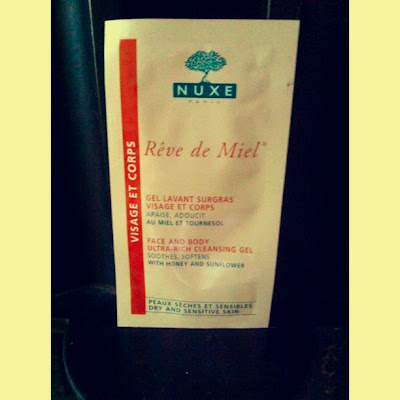 NUXE
PARIS
Rêve de Miel®
VISAGE ET CORPS
GEL LAVANT SURGRAS
VISAGE ET CORPS
APAISE, ADOUCIT
AU MIEL ET TOURNESOL
FACE AND BODY
ULTRA-RICH CLEANSING GEL
SOOTHES, SOFTENS
WITH HONEY AND SUNFLOWER
PEAUX SÈCHES ET SENSIBLES
DRY AND SENSITIVE SKIN